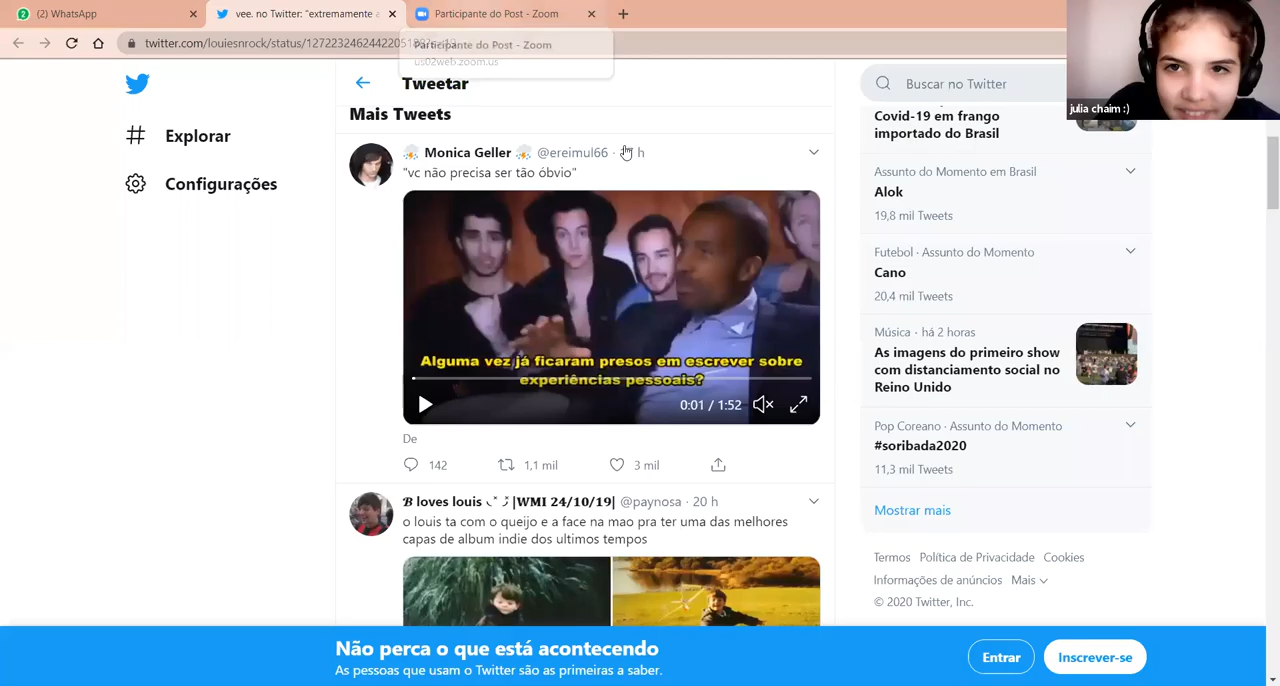 2
(2) WhatsApp
vee. no Twitter: "extremamente a
Participante do Post - Zoom
twitter.com/louiesnrock/status/1272232462442205
Participante do Post - Zoom
us02web.zoom.us
julia chaim :)
Explorar
Configurações
Tweetar
Mais Tweets
Monica Geller @ereimul66 · h
"vc não precisa ser tão óbvio"
Alguma vez já ficaram presos em escrever sobre
experiências pessoais?
0:01 / 1:52
De
142 1,1 mil 3 mil
𝓑 loves louis |WMI 24/10/19| @paynosa · 20 h
o louis ta com o queijo e a face na mao pra ter uma das melhores
capas de album indie dos ultimos tempos
Buscar no Twitter
Covid-19 em frango
importado do Brasil
Assunto do Momento em Brasil
Alok
19,8 mil Tweets
Futebol · Assunto do Momento
Cano
20,4 mil Tweets
Música · há 2 horas
As imagens do primeiro show
com distanciamento social no
Reino Unido
Pop Coreano · Assunto do Momento
#soribada2020
11,3 mil Tweets
Mostrar mais
Termos Política de Privacidade Cookies
Informações de anúncios Mais
© 2020 Twitter, Inc.
Não perca o que está acontecendo
As pessoas que usam o Twitter são as primeiras a saber.
Entrar
Inscrever-se